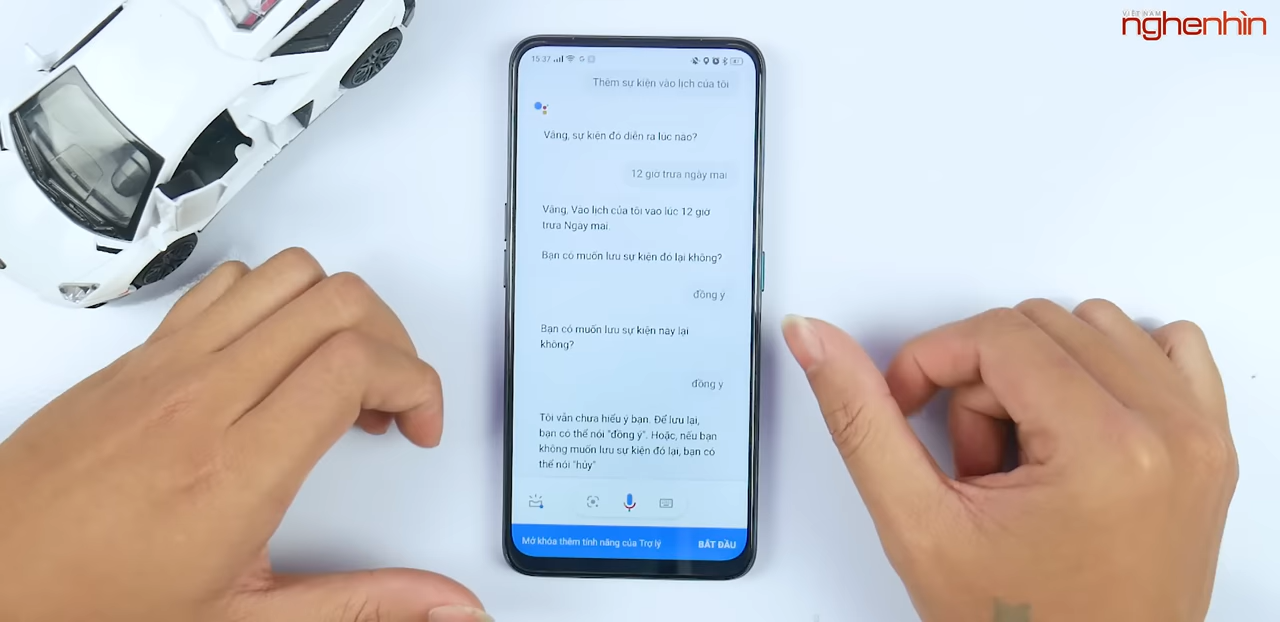 VIỆT NAM
nghenhìn
15:37
Thêm sự kiện vào lịch của tôi
Vâng, sự kiện đó diễn ra lúc nào?
12 giờ trưa ngày mai
Vâng. Vào lịch của tôi vào lúc 12 giờ
trưa Ngày mai.
Bạn có muốn lưu sự kiện đó lại không?
đồng ý
Bạn có muốn lưu sự kiện này lại
không?
đồng ý
Tôi vẫn chưa hiểu ý bạn. Để lưu lại,
bạn có thể nói "đồng ý". Hoặc, nếu bạn
không muốn lưu sự kiện đó lại, bạn có
thể nói "hủy"
Mở khóa thêm tính năng của Trợ lý
BẮT ĐẦU